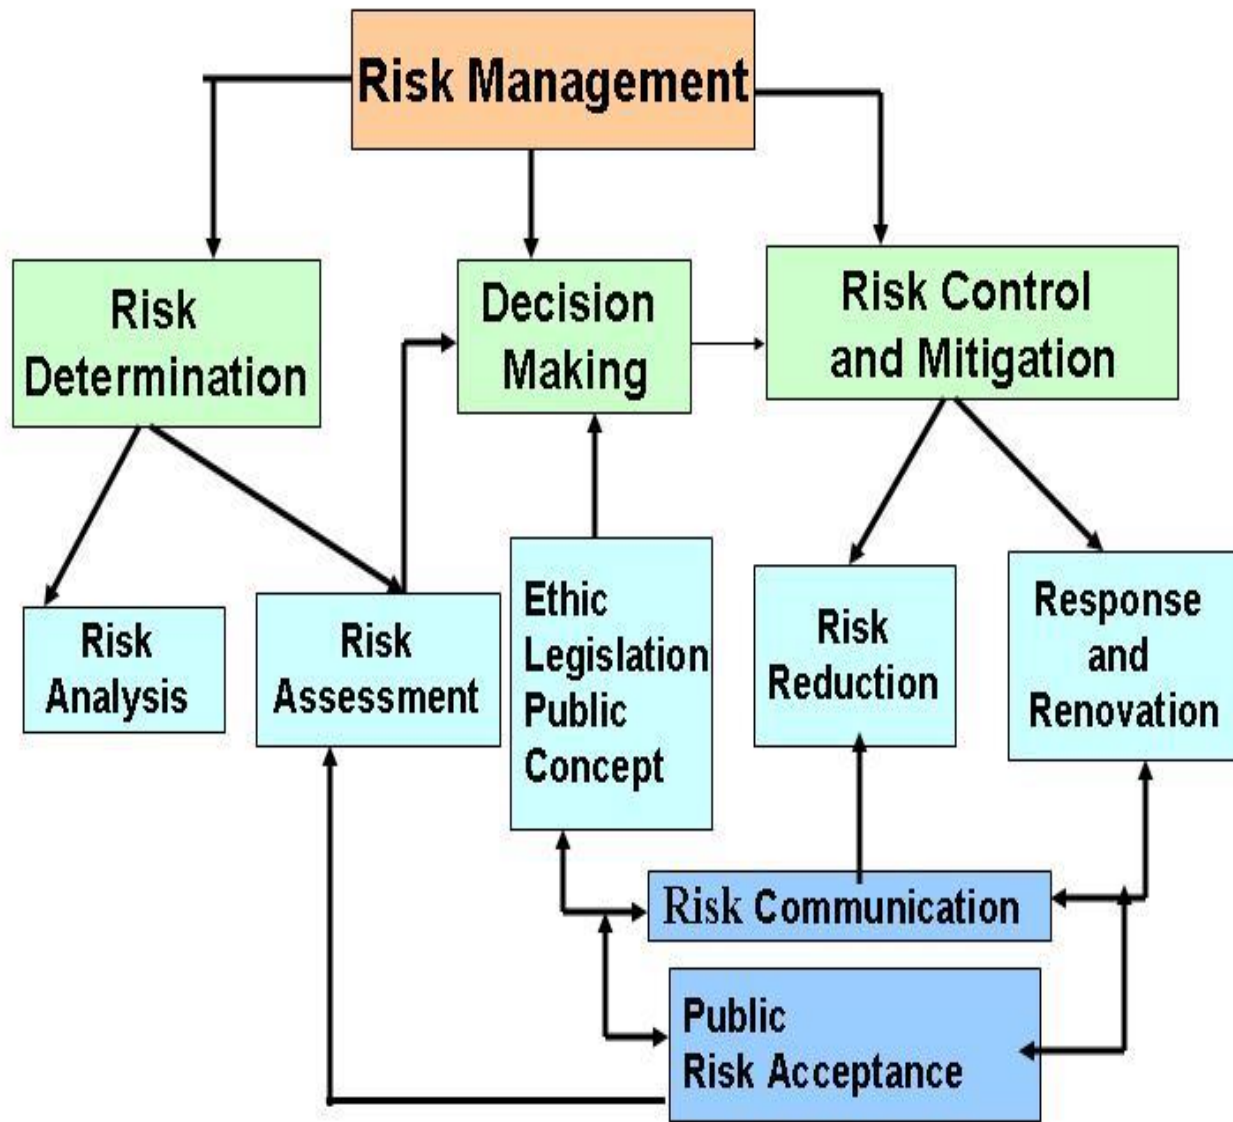 Risk Management
Risk
Determination
Decision
Making
Risk Control
and Mitigation
Risk
Analysis
Risk
Assessment
Ethic
Legislation
Public
Concept
Risk
Reduction
Response
and
Renovation
Risk Communication
Public
Risk Acceptance